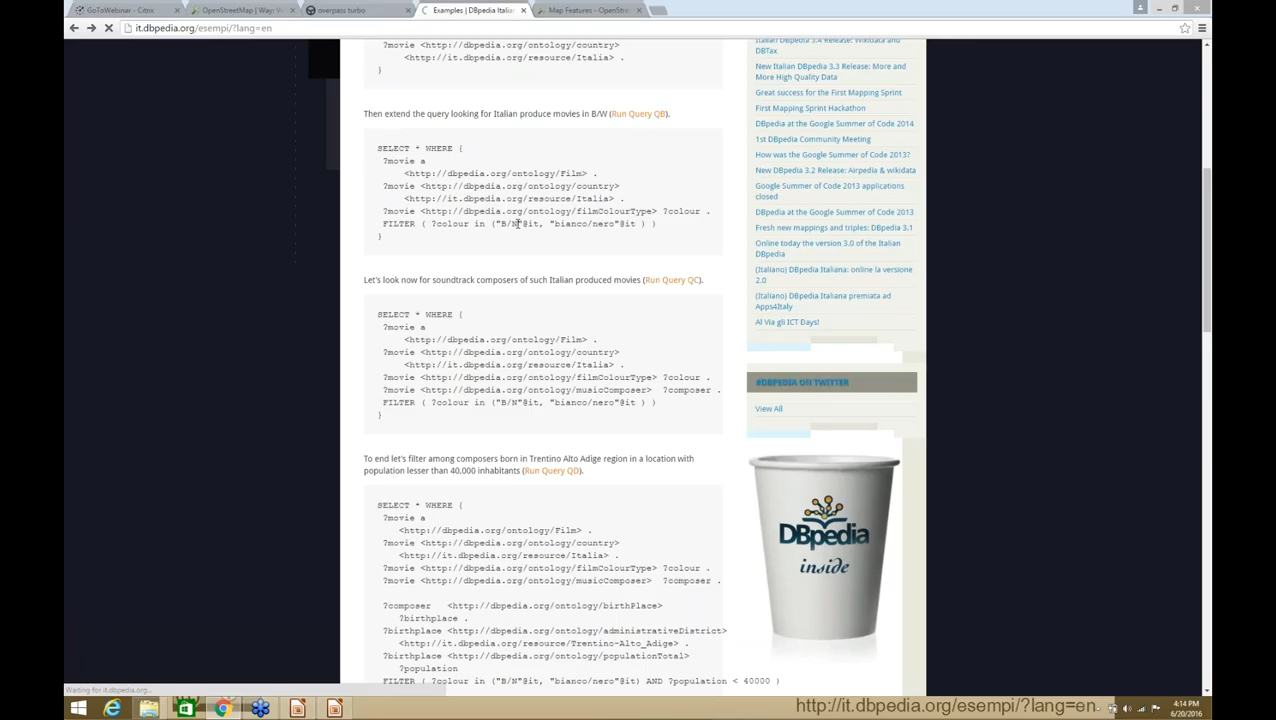 GoToWebinar - Citrix
OpenStreetMap | Way: V
overpass turbo
Examples | DBpedia Italia
Map Features - OpenStre
it.dbpedia.org/esempi/?lang=en
?movie <http://dbpedia.org/ontology/country>
<http://it.dbpedia.org/resource/Italia> .
}
Then extend the query looking for Italian produce movies in B/W (Run Query QB).
SELECT * WHERE {
?movie a
<http://dbpedia.org/ontology/Film> .
?movie <http://dbpedia.org/ontology/country>
<http://it.dbpedia.org/resource/Italia> .
?movie <http://dbpedia.org/ontology/filmColourType> ?colour .
FILTER ( ?colour in ("B/N"@it, "bianco/nero"@it ) )
}
Let's look now for soundtrack composers of such Italian produced movies (Run Query QC).
SELECT * WHERE {
?movie a
<http://dbpedia.org/ontology/Film> .
?movie <http://dbpedia.org/ontology/country>
<http://it.dbpedia.org/resource/Italia> .
?movie <http://dbpedia.org/ontology/filmColourType> ?colour .
?movie <http://dbpedia.org/ontology/musicComposer> ?composer .
FILTER ( ?colour in ("B/N"@it, "bianco/nero"@it ) )
}
To end let's filter among composers born in Trentino Alto Adige region in a location with
population lesser than 40,000 inhabitants (Run Query QD).
SELECT * WHERE {
?movie a
<http://dbpedia.org/ontology/Film> .
?movie <http://dbpedia.org/ontology/country>
<http://it.dbpedia.org/resource/Italia> .
?movie <http://dbpedia.org/ontology/filmColourType> ?colour .
?movie <http://dbpedia.org/ontology/musicComposer> ?composer .
?composer <http://dbpedia.org/ontology/birthPlace>
?birthplace .
?birthplace <http://dbpedia.org/ontology/administrativeDistrict>
<http://it.dbpedia.org/resource/Trentino-Alto_Adige> .
?birthplace <http://dbpedia.org/ontology/populationTotal>
?population
FILTER ( ?colour in ("B/N"@it, "bianco/nero"@it) AND ?population < 40000 )
Italian DBpedia 3.4 Release: Wikidata and
DBTax
New Italian DBpedia 3.3 Release: More and
More High Quality Data
Great success for the First Mapping Sprint
First Mapping Sprint Hackathon
DBpedia at the Google Summer of Code 2014
1st DBpedia Community Meeting
How was the Google Summer of Code 2013?
New DBpedia 3.2 Release: Airpedia & wikidata
Google Summer of Code 2013 applications
closed
DBpedia at the Google Summer of Code 2013
Fresh new mappings and triples: DBpedia 3.1
Online today the version 3.0 of the Italian
DBpedia
(Italiano) DBpedia Italiana: online la versione
2.0
(Italiano) DBpedia Italiana premiata ad
Apps4Italy
Al Via gli ICT Days!
#DBPEDIA ON TWITTER
View All
DBpedia
inside
Waiting for it.dbpedia.org...
http://it.dbpedia.org/esempi/?lang=en
4:14 PM
6/20/2016